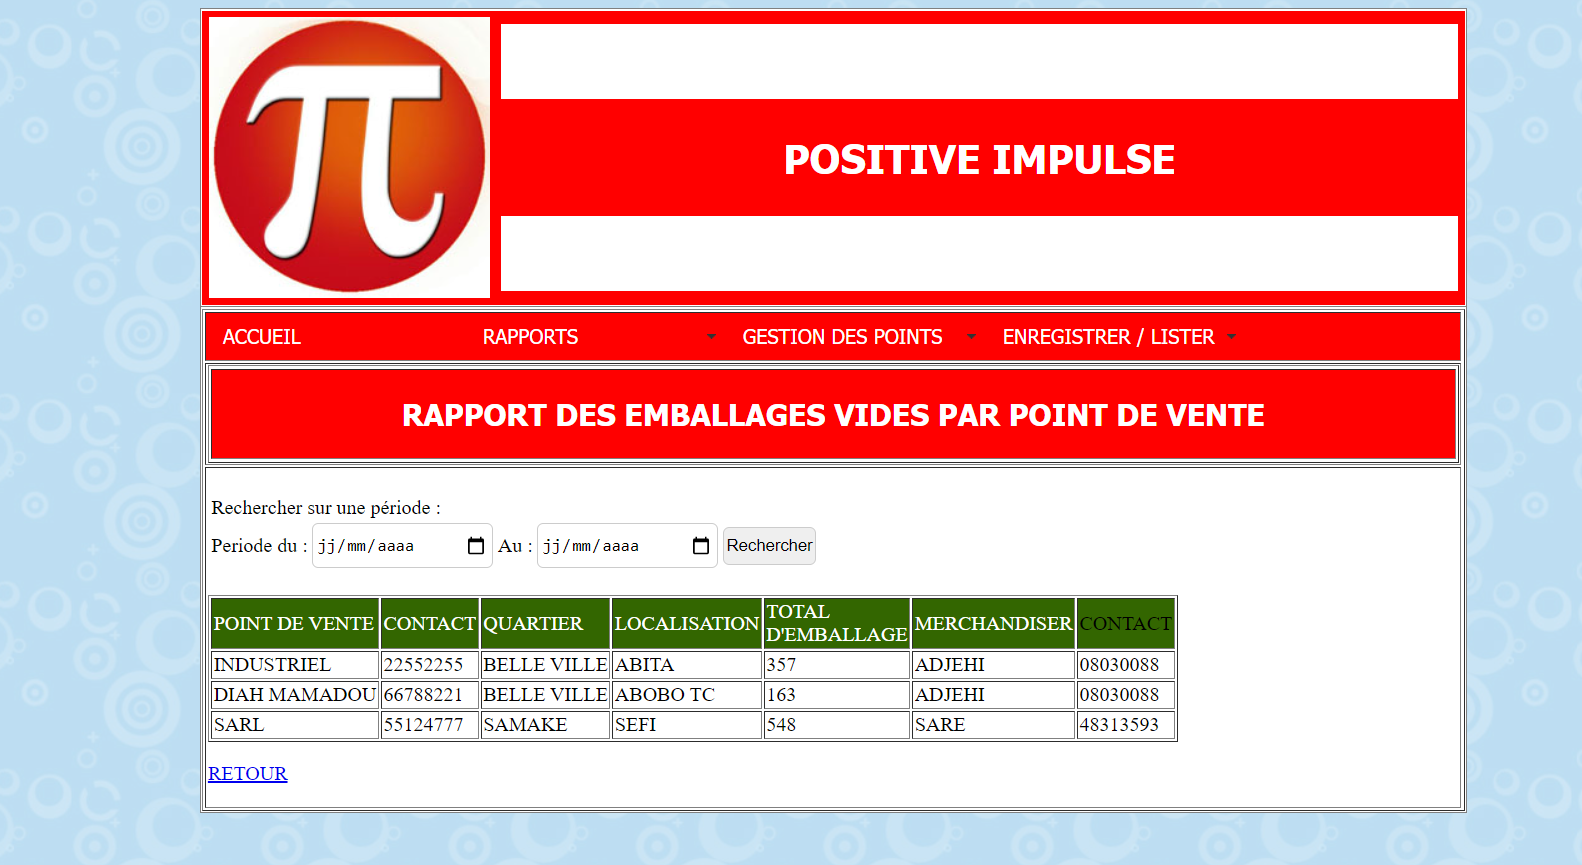 POSITIVE IMPULSE
ACCUEIL RAPPORTS GESTION DES POINTS ENREGISTRER / LISTER
RAPPORT DES EMBALLAGES VIDES PAR POINT DE VENTE
Rechercher sur une période :
Periode du : jj/mm/aaaa Au : jj/mm/aaaa Rechercher
POINT DE VENTE CONTACT QUARTIER LOCALISATION TOTAL D'EMBALLAGE MERCHANDISER CONTACT
INDUSTRIEL 22552255 BELLE VILLE ABITA 357 ADJEHI 08030088
DIAH MAMADOU 66788221 BELLE VILLE ABOBO TC 163 ADJEHI 08030088
SARL 55124777 SAMAKE SEFI 548 SARE 48313593
RETOUR